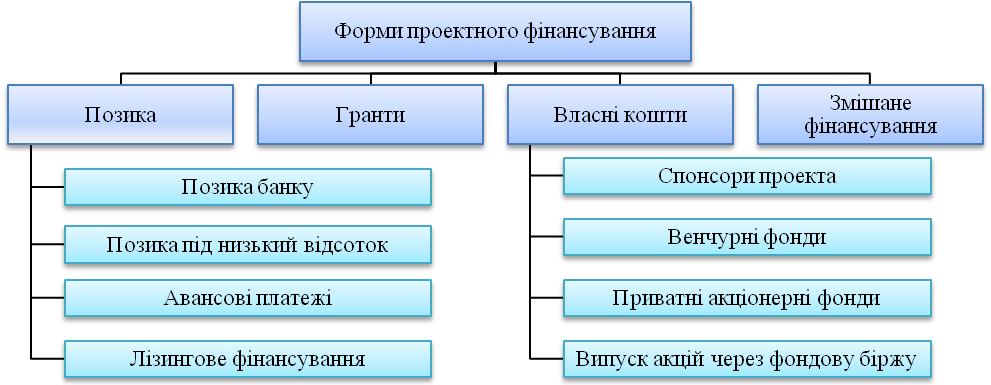 Форми проектного фінансування
Позика
Гранти
Власні кошти
Змішане
фінансування
Позика банку
Позика під низький відсоток
Авансові платежі
Лізингове фінансування
Спонсори проекта
Венчурні фонди
Приватні акціонерні фонди
Випуск акцій через фондову біржу